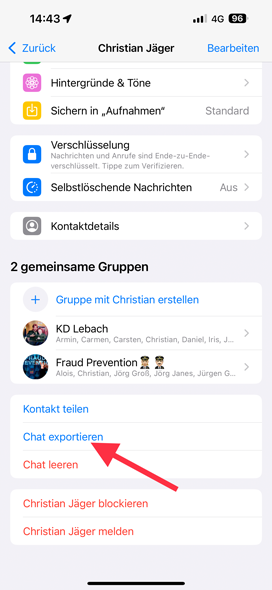 14:43 4G 96
Zurück Christian Jäger Bearbeiten
Hintergründe & Töne
Sichern in „Aufnahmen“ Standard
Verschlüsselung
Nachrichten und Anrufe sind Ende-zu-Ende-
verschlüsselt. Tippe zum Verifizieren.
Selbstlöschende Nachrichten Aus
Kontaktdetails
2 gemeinsame Gruppen
Gruppe mit Christian erstellen
KD Lebach
Armin, Carmen, Carsten, Christian, Daniel, Iris, J...
Fraud Prevention
Alois, Christian, Jörg Groß, Jörg Janes, Jürgen G...
Kontakt teilen
Chat exportieren
Chat leeren
Christian Jäger blockieren
Christian Jäger melden